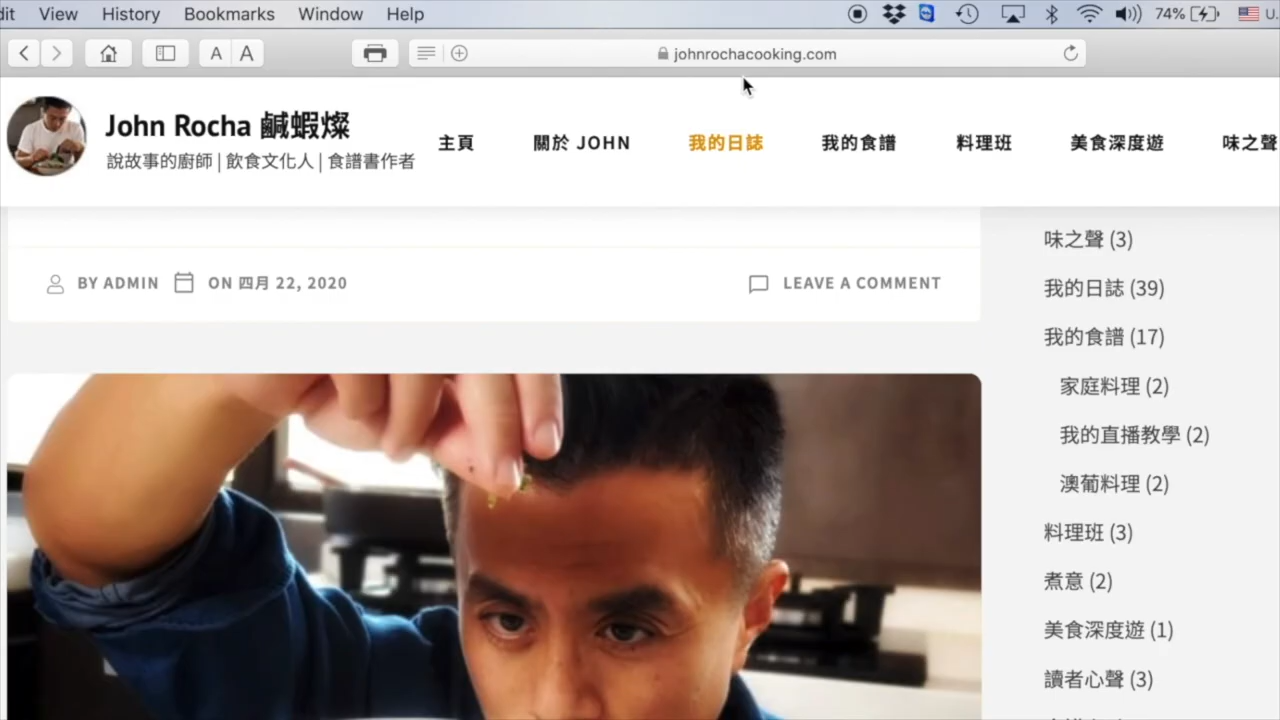 dit View History Bookmarks Window Help 74% U.
A A johnrochacooking.com
John Rocha 鹹蝦燦
說故事的廚師 | 飲食文化人 | 食譜書作者
主頁 關於 JOHN 我的日誌 我的食譜 料理班 美食深度遊 味之聲
BY ADMIN ON 四月 22, 2020 LEAVE A COMMENT
味之聲 (3)
我的日誌 (39)
我的食譜 (17)
家庭料理 (2)
我的直播教學 (2)
澳葡料理 (2)
料理班 (3)
煮意 (2)
美食深度遊 (1)
讀者心聲 (3)